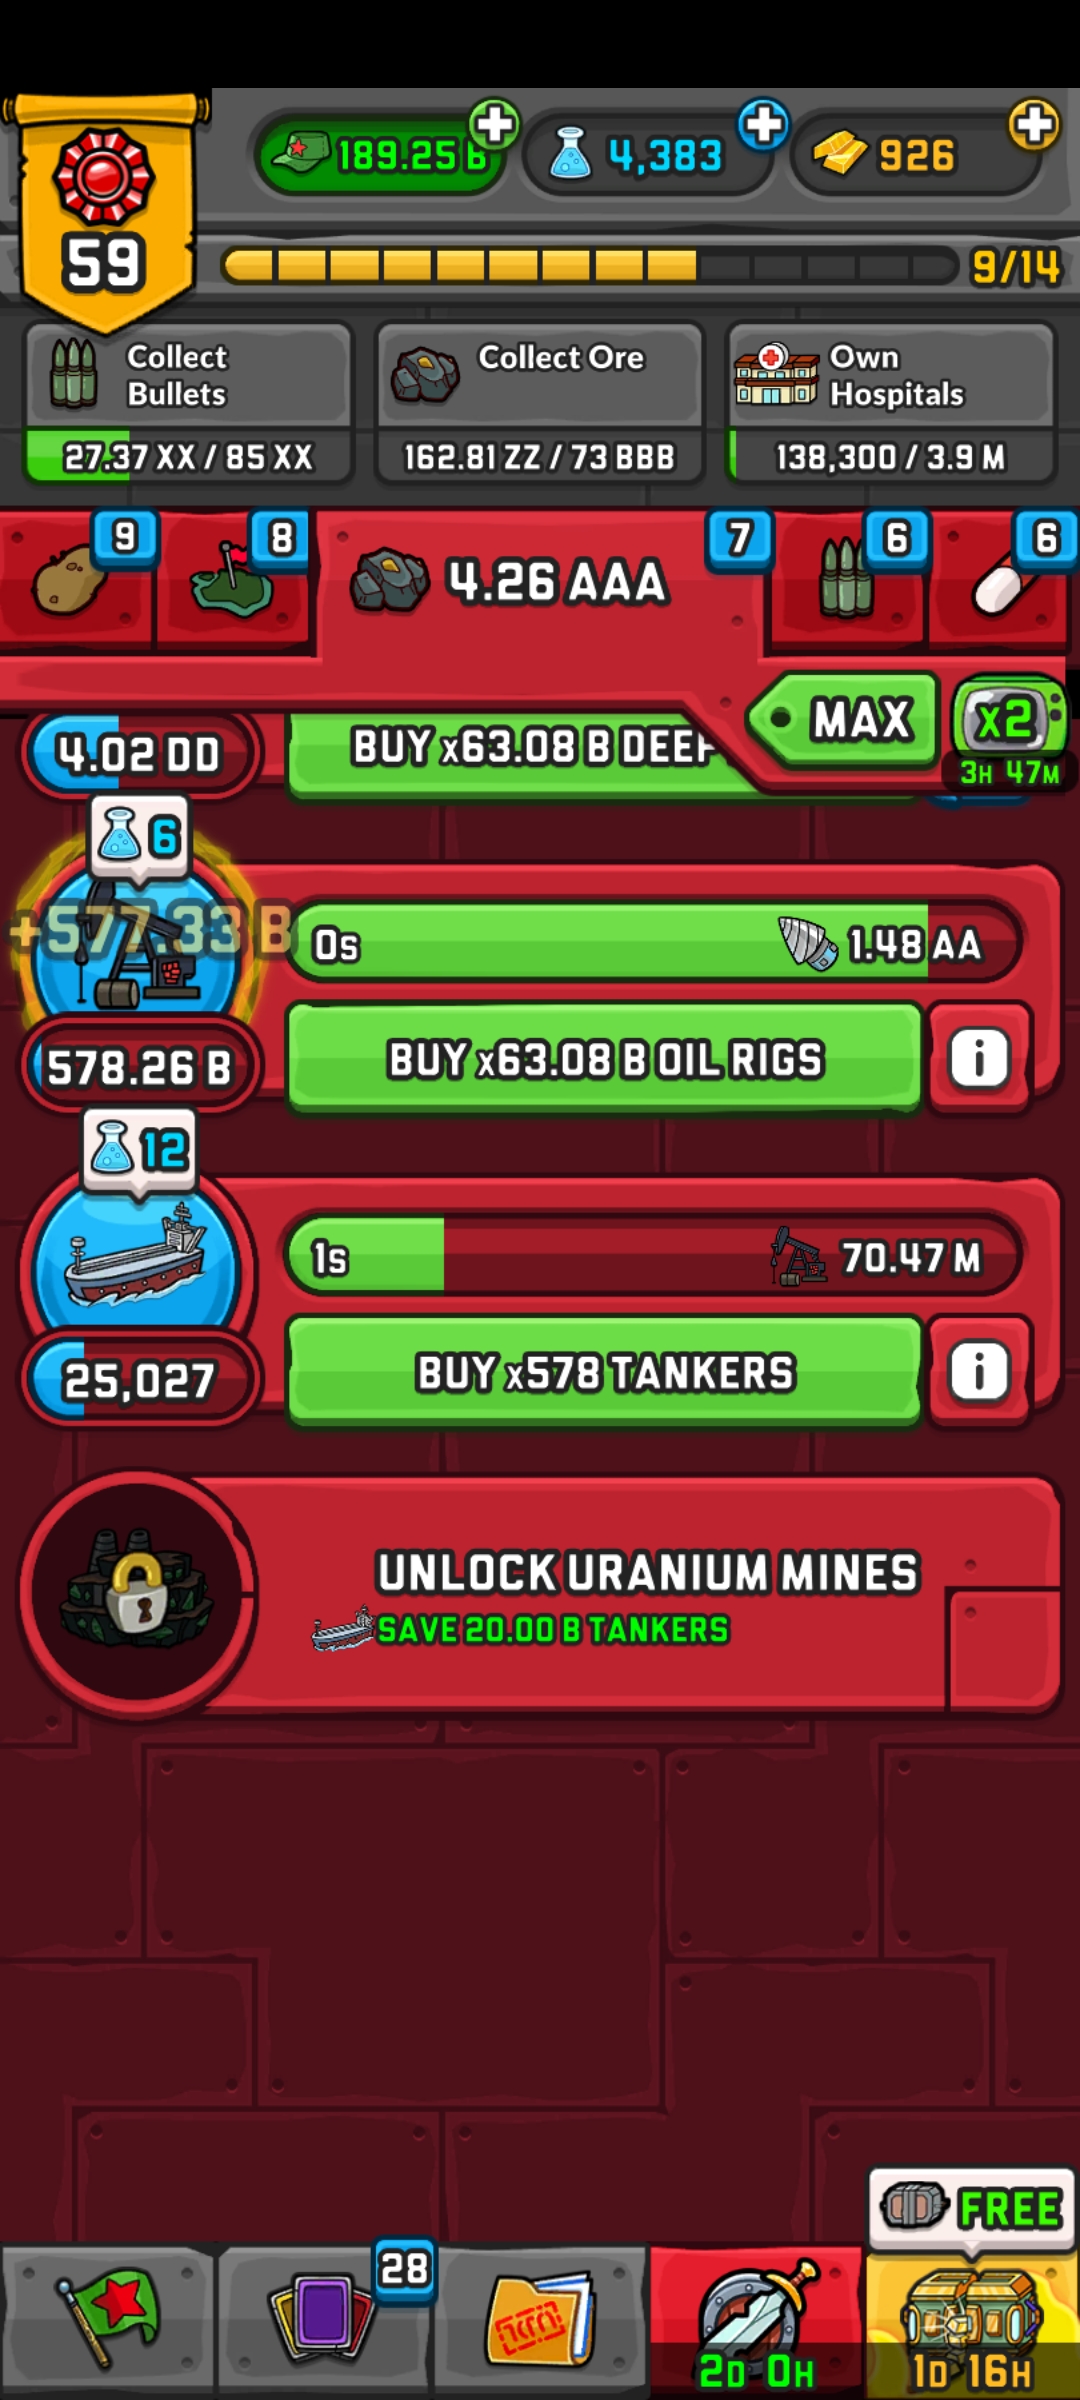 189.25 B
4,383
926
59
9/14
Collect
Bullets
27.37 XX / 85 XX
Collect Ore
162.81 ZZ / 73 BBB
Own
Hospitals
138,300 / 3.9 M
9
8
4.26 AAA
7
6
6
MAX
x2
3H 47M
4.02 DD
BUY x63.08 B DEEP
6
+577.33 B
0s
1.48 AA
578.26 B
BUY x63.08 B OIL RIGS
i
12
1s
70.47 M
25,027
BUY x578 TANKERS
i
UNLOCK URANIUM MINES
SAVE 20.00 B TANKERS
FREE
28
2D 0H
1D 16H